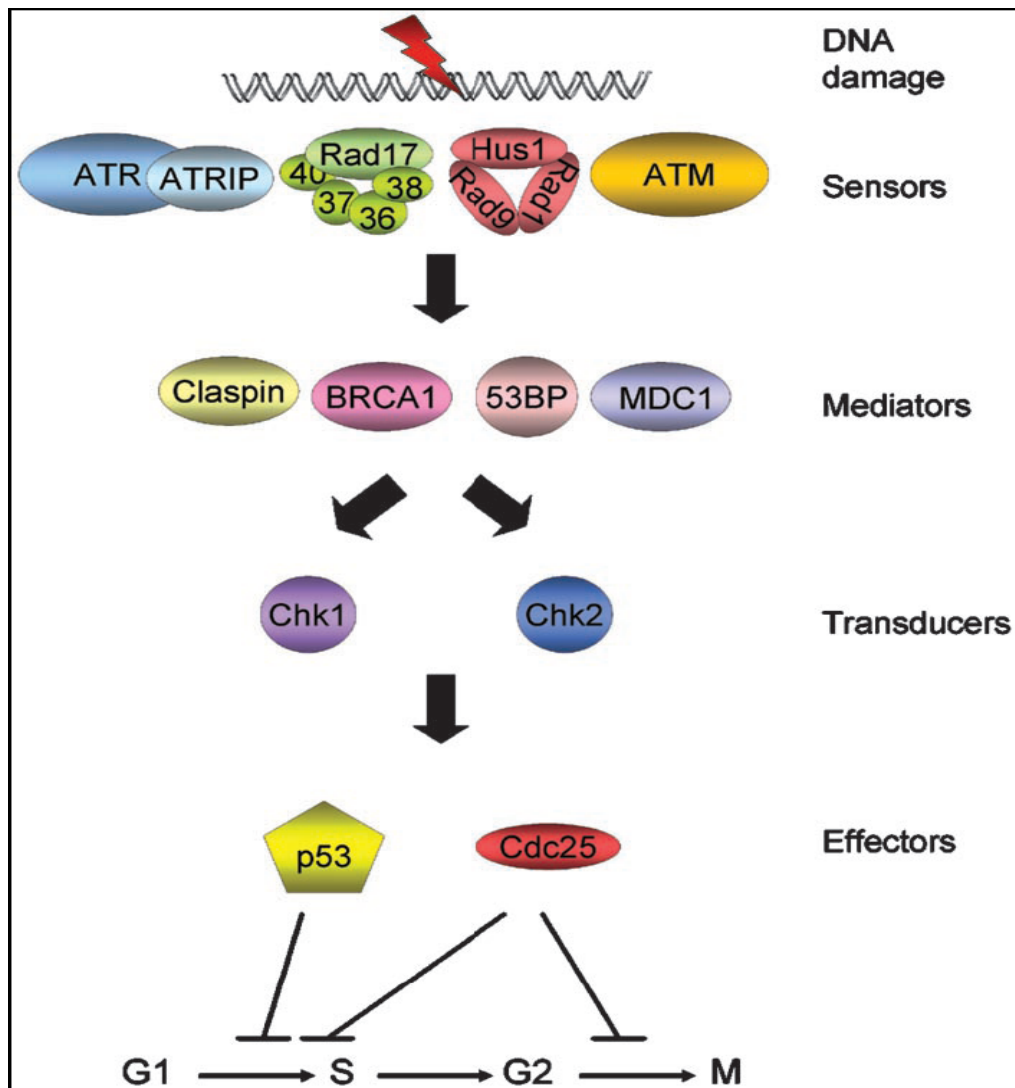 DNA
damage
ATR
ATRIP
Rad17
40
37
36
38
Hus1
Rad9
Rad1
ATM
Sensors
Claspin
BRCA1
53BP
MDC1
Mediators
Chk1
Chk2
Transducers
p53
Cdc25
Effectors
G1
S
G2
M